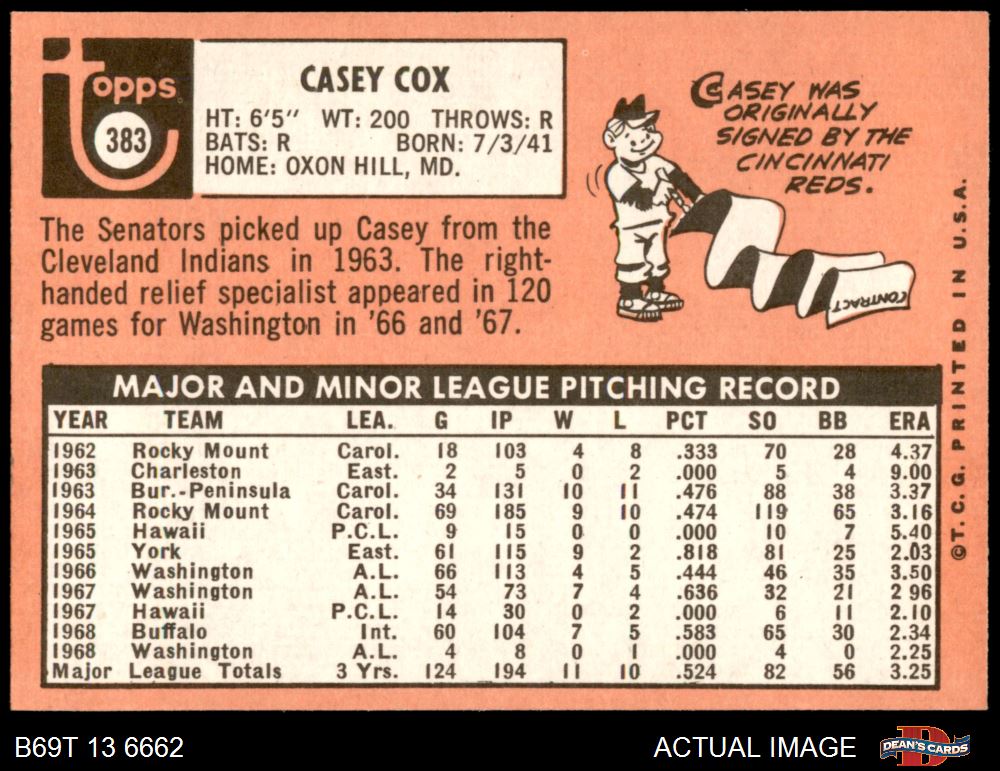 topps
383
CASEY COX
HT: 6'5" WT: 200 THROWS: R
BATS: R BORN: 7/3/41
HOME: OXON HILL, MD.
CASEY WAS
ORIGINALLY
SIGNED BY THE
CINCINNATI
REDS.
CONTRACT
The Senators picked up Casey from the
Cleveland Indians in 1963. The right-
handed relief specialist appeared in 120
games for Washington in '66 and '67.
MAJOR AND MINOR LEAGUE PITCHING RECORD
YEAR TEAM LEA. G IP W L PCT SO BB ERA
1962 Rocky Mount Carol. 18 103 4 8 .333 70 28 4.37
1963 Charleston East. 2 5 0 2 .000 5 4 9.00
1963 Bur.-Peninsula Carol. 34 131 10 11 .476 88 38 3.37
1964 Rocky Mount Carol. 69 185 9 10 .474 119 65 3.16
1965 Hawaii P.C.L. 9 15 0 0 .000 10 7 5.40
1965 York East. 61 115 9 2 .818 81 25 2.03
1966 Washington A.L. 66 113 4 5 .444 46 35 3.50
1967 Washington A.L. 54 73 7 4 .636 32 21 2 96
1967 Hawaii P.C.L. 14 30 0 2 .000 6 11 2.10
1968 Buffalo Int. 60 104 7 5 .583 65 30 2.34
1968 Washington A.L. 4 8 0 1 .000 4 0 2.25
Major League Totals 3 Yrs. 124 194 11 10 .524 82 56 3.25
© T. C. G. PRINTED IN U.S.A.
B69T 13 6662
ACTUAL IMAGE
DEAN'S CARDS